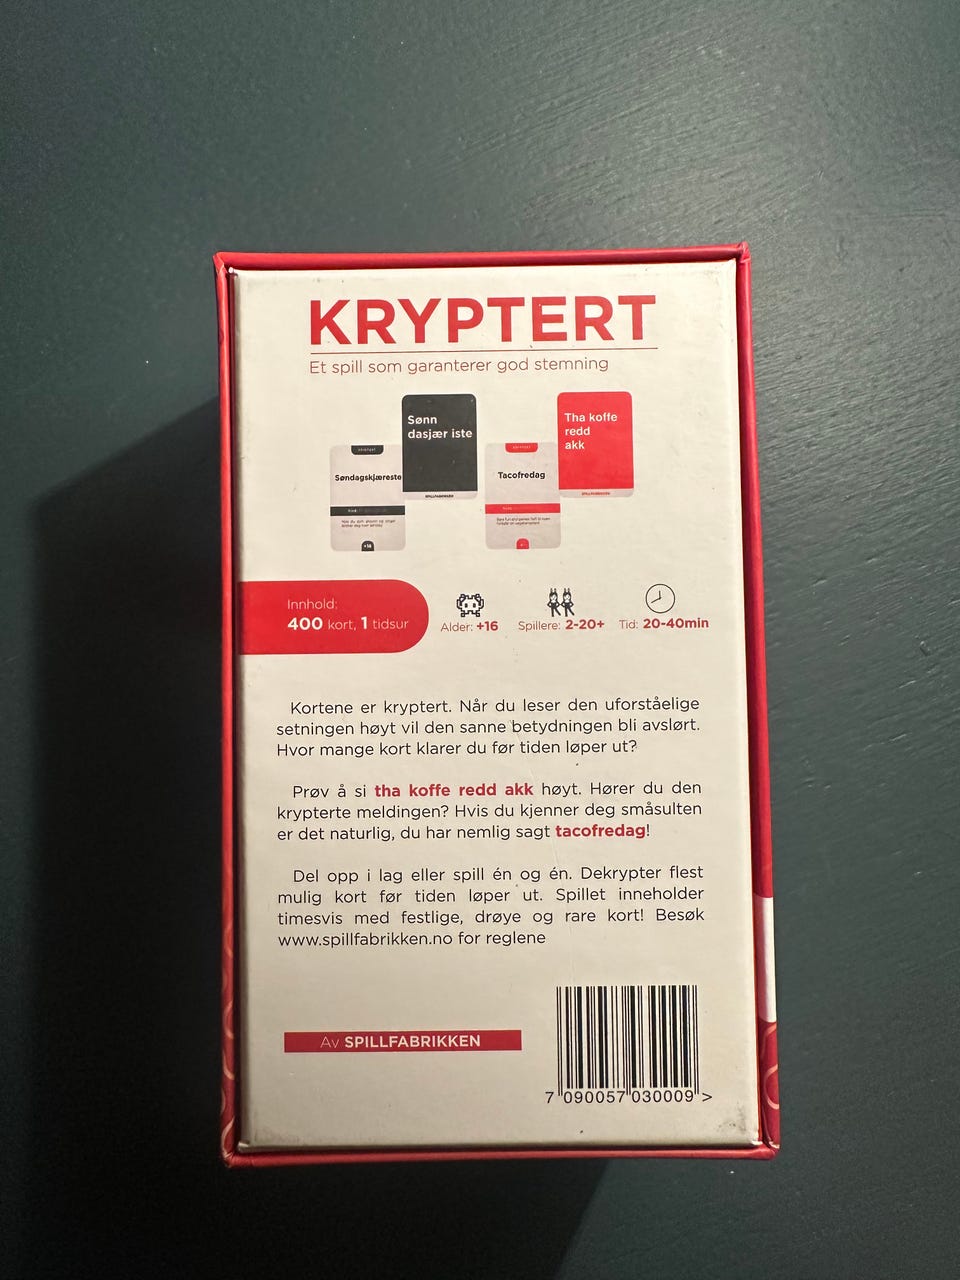 KRYPTERT
Et spill som garanterer god stemning
Sønn
dasjær iste
SPILLFABRIKKEN
Søndagskjæreste
+16
Tha koffe
redd
akk
SPILLFABRIKKEN
Tacofredag
Innhold:
400 kort, 1 tidsur
Alder: +16
Spillere: 2-20+
Tid: 20-40min
Kortene er kryptert. Når du leser den uforståelige
setningen høyt vil den sanne betydningen bli avslørt.
Hvor mange kort klarer du før tiden løper ut?
Prøv å si tha koffe redd akk høyt. Hører du den
krypterte meldingen? Hvis du kjenner deg småsulten
er det naturlig, du har nemlig sagt tacofredag!
Del opp i lag eller spill én og én. Dekrypter flest
mulig kort før tiden løper ut. Spillet inneholder
timesvis med festlige, drøye og rare kort! Besøk
www.spillfabrikken.no for reglene
Av SPILLFABRIKKEN
7 090057 030009 >